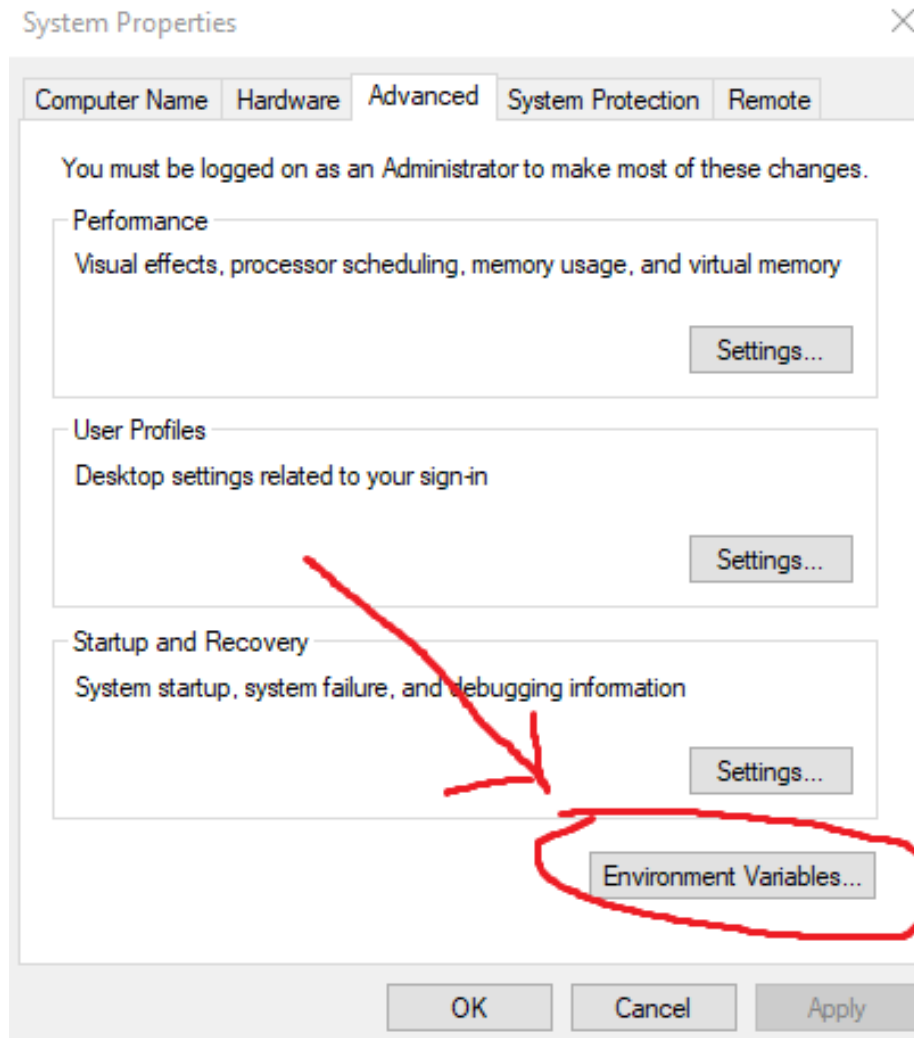 System Properties
Computer Name Hardware Advanced System Protection Remote
You must be logged on as an Administrator to make most of these changes.
Performance
Visual effects, processor scheduling, memory usage, and virtual memory
Settings...
User Profiles
Desktop settings related to your sign-in
Settings...
Startup and Recovery
System startup, system failure, and debugging information
Settings...
Environment Variables...
OK Cancel Apply